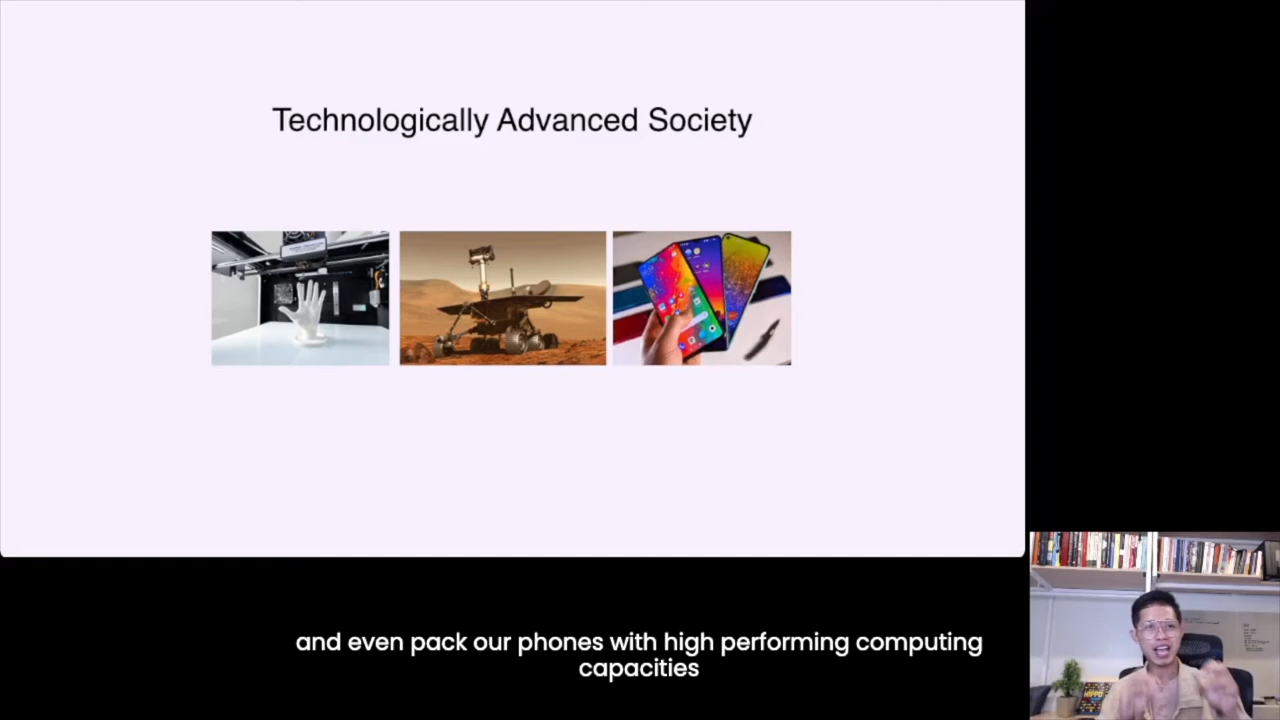 Technologically Advanced Society
and even pack our phones with high performing computing
capacities